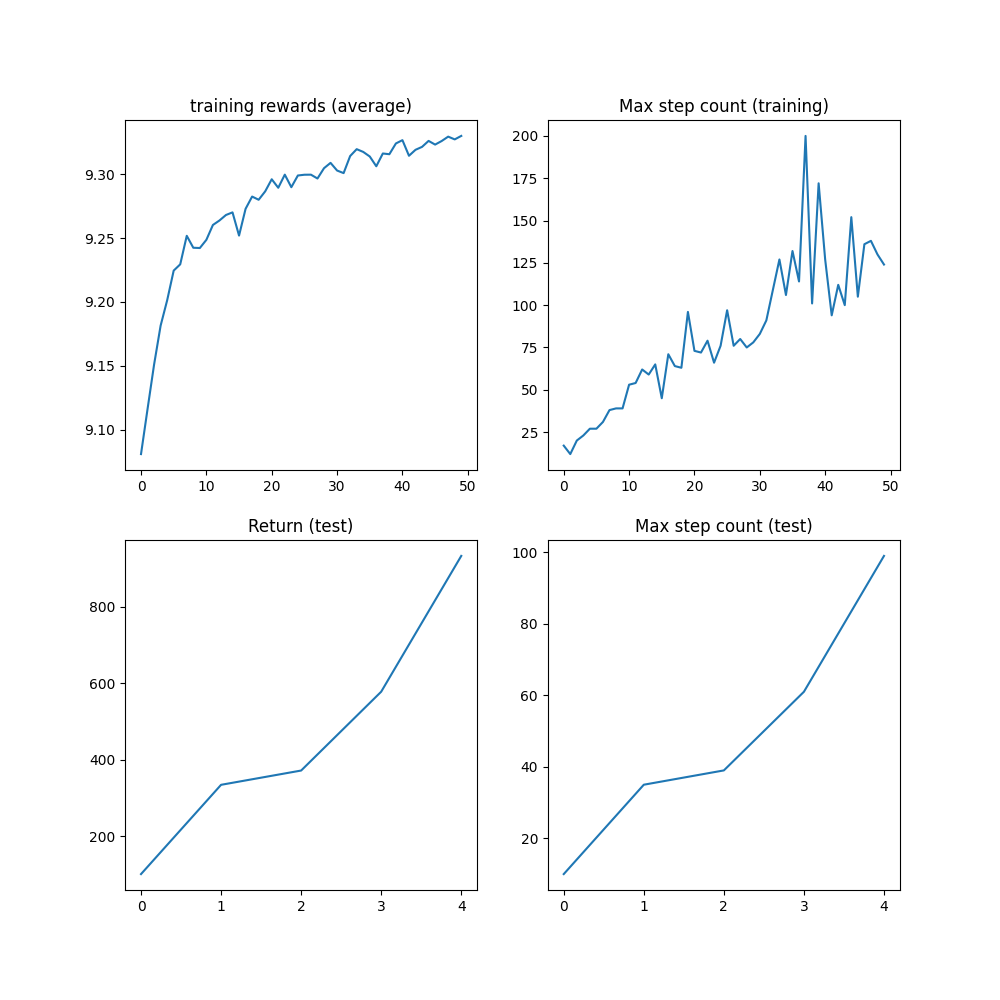 training rewards (average)
9.30
9.25
9.20
9.15
9.10
0 10 20 30 40 50
Max step count (training)
200
175
150
125
100
75
50
25
0 10 20 30 40 50
Return (test)
800
600
400
200
0 1 2 3 4
Max step count (test)
100
80
60
40
20
0 1 2 3 4